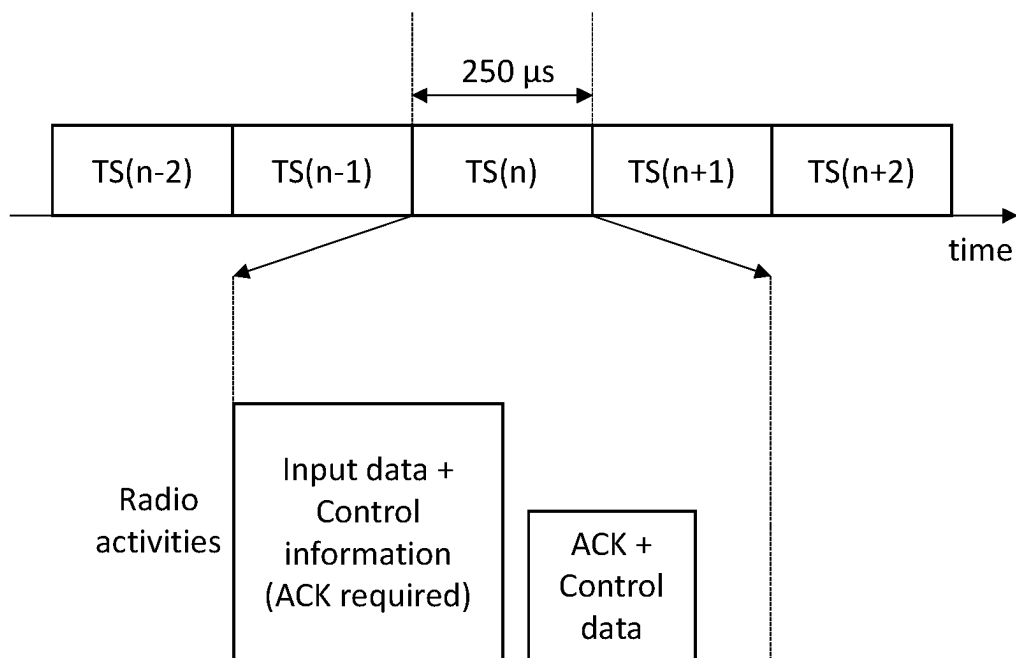 250 µs
TS(n-2) TS(n-1) TS(n) TS(n+1) TS(n+2)
time
Radio
activities
Input data +
Control
information
(ACK required)
ACK +
Control
data